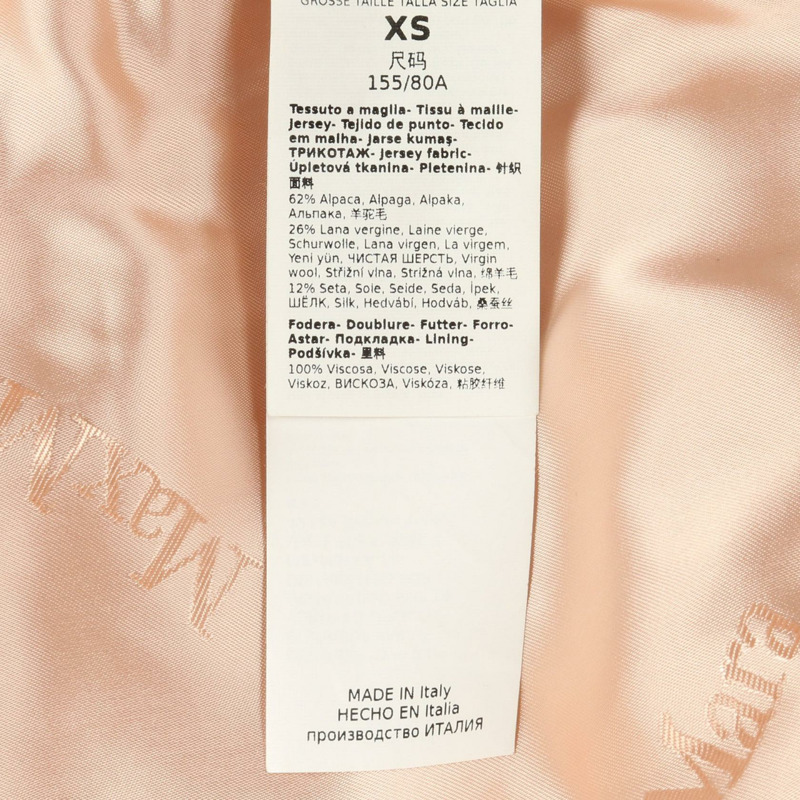 GRÖSSE TAILLE TALLA SIZE TAGLIA
XS
尺码
155/80A
Tessuto a maglia- Tissu à maille-
Jersey- Tejido de punto- Tecido
em malha- Jarse kumaş-
ТРИКОТАЖ- Jersey fabric-
Úpletová tkanina- Pletenina- 针织
面料
62% Alpaca, Alpaga, Alpaka,
Альпака, 羊驼毛
26% Lana vergine, Laine vierge,
Schurwolle, Lana virgen, La virgem,
Yeni yün, ЧИСТАЯ ШЕРСТЬ, Virgin
wool, Střižní vlna, Strižná vlna, 绵羊毛
12% Seta, Soie, Seide, Seda, İpek,
ШЁЛК, Silk, Hedvábí, Hodváb, 桑蚕丝
Fodera- Doublure- Futter- Forro-
Astar- Подкладка- Lining-
Podšívka- 里料
100% Viscosa, Viscose, Viskose,
Viskoz, ВИСКОЗА, Viskóza, 粘胶纤维
MaxMara
Mara
MADE IN Italy
HECHO EN Italia
производство ИТАЛИЯ